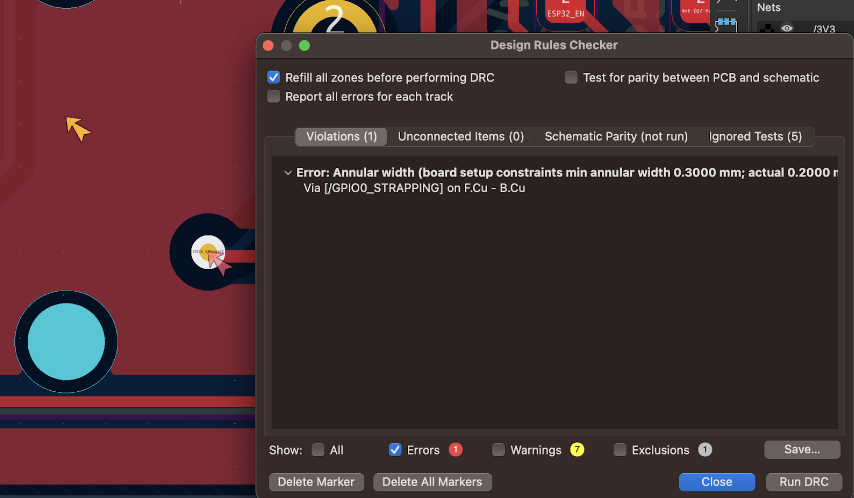 2
2
ESP32_EN
Nets
/3V3
Design Rules Checker
Refill all zones before performing DRC
Test for parity between PCB and schematic
Report all errors for each track
Violations (1)
Unconnected Items (0)
Schematic Parity (not run)
Ignored Tests (5)
Error: Annular width (board setup constraints min annular width 0.3000 mm; actual 0.2000 m
Via [/GPIO0_STRAPPING] on F.Cu - B.Cu
Show:
All
Errors
1
Warnings
7
Exclusions
1
Save...
Delete Marker
Delete All Markers
Close
Run DRC